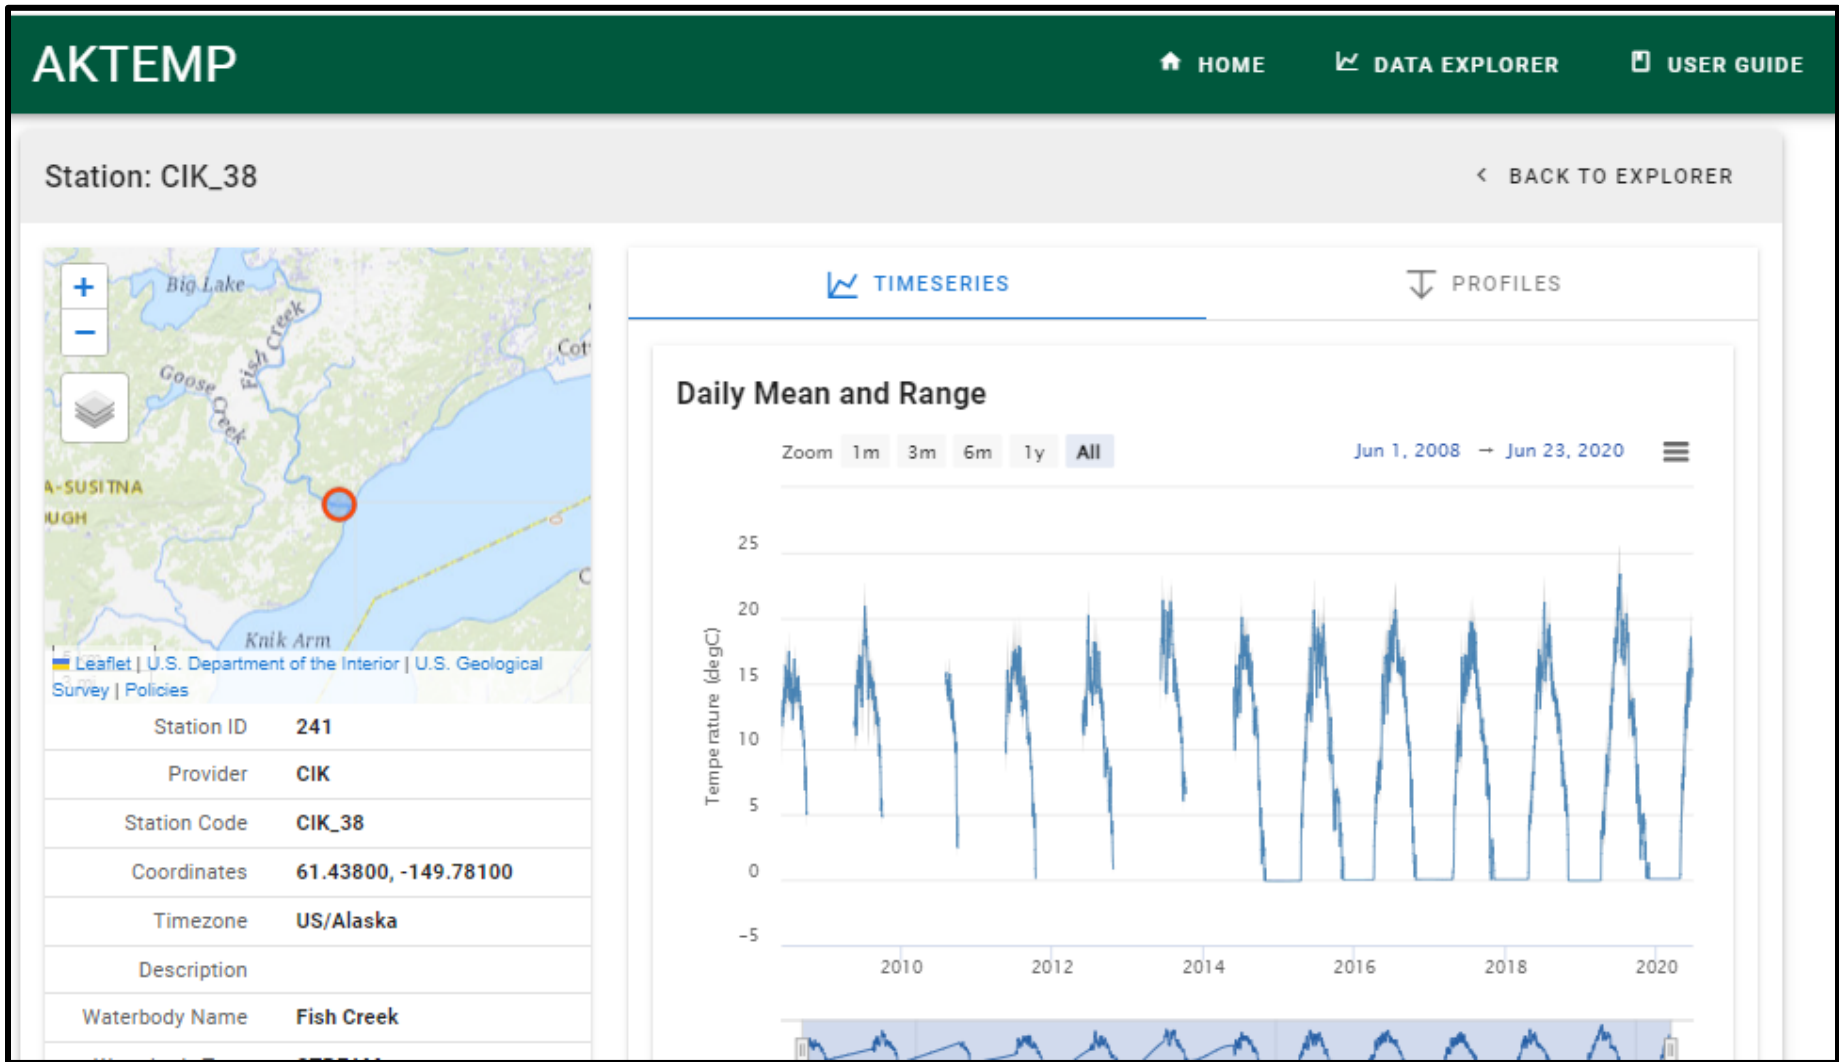 AKTEMP
HOME
DATA EXPLORER
USER GUIDE
Station: CIK_38
BACK TO EXPLORER
Big Lake
Fish Creek
Goose Creek
Cot
A-SUSITNA
UGH
Knik Arm
3 mi
Leaflet | U.S. Department of the Interior | U.S. Geological
Survey | Policies
Station ID 241
Provider CIK
Station Code CIK_38
Coordinates 61.43800, -149.78100
Timezone US/Alaska
Description
Waterbody Name Fish Creek
TIMESERIES
PROFILES
Daily Mean and Range
Zoom 1m 3m 6m 1y All
Jun 1, 2008 → Jun 23, 2020
Temperature (degC)
25
20
15
10
5
0
-5
2010 2012 2014 2016 2018 2020